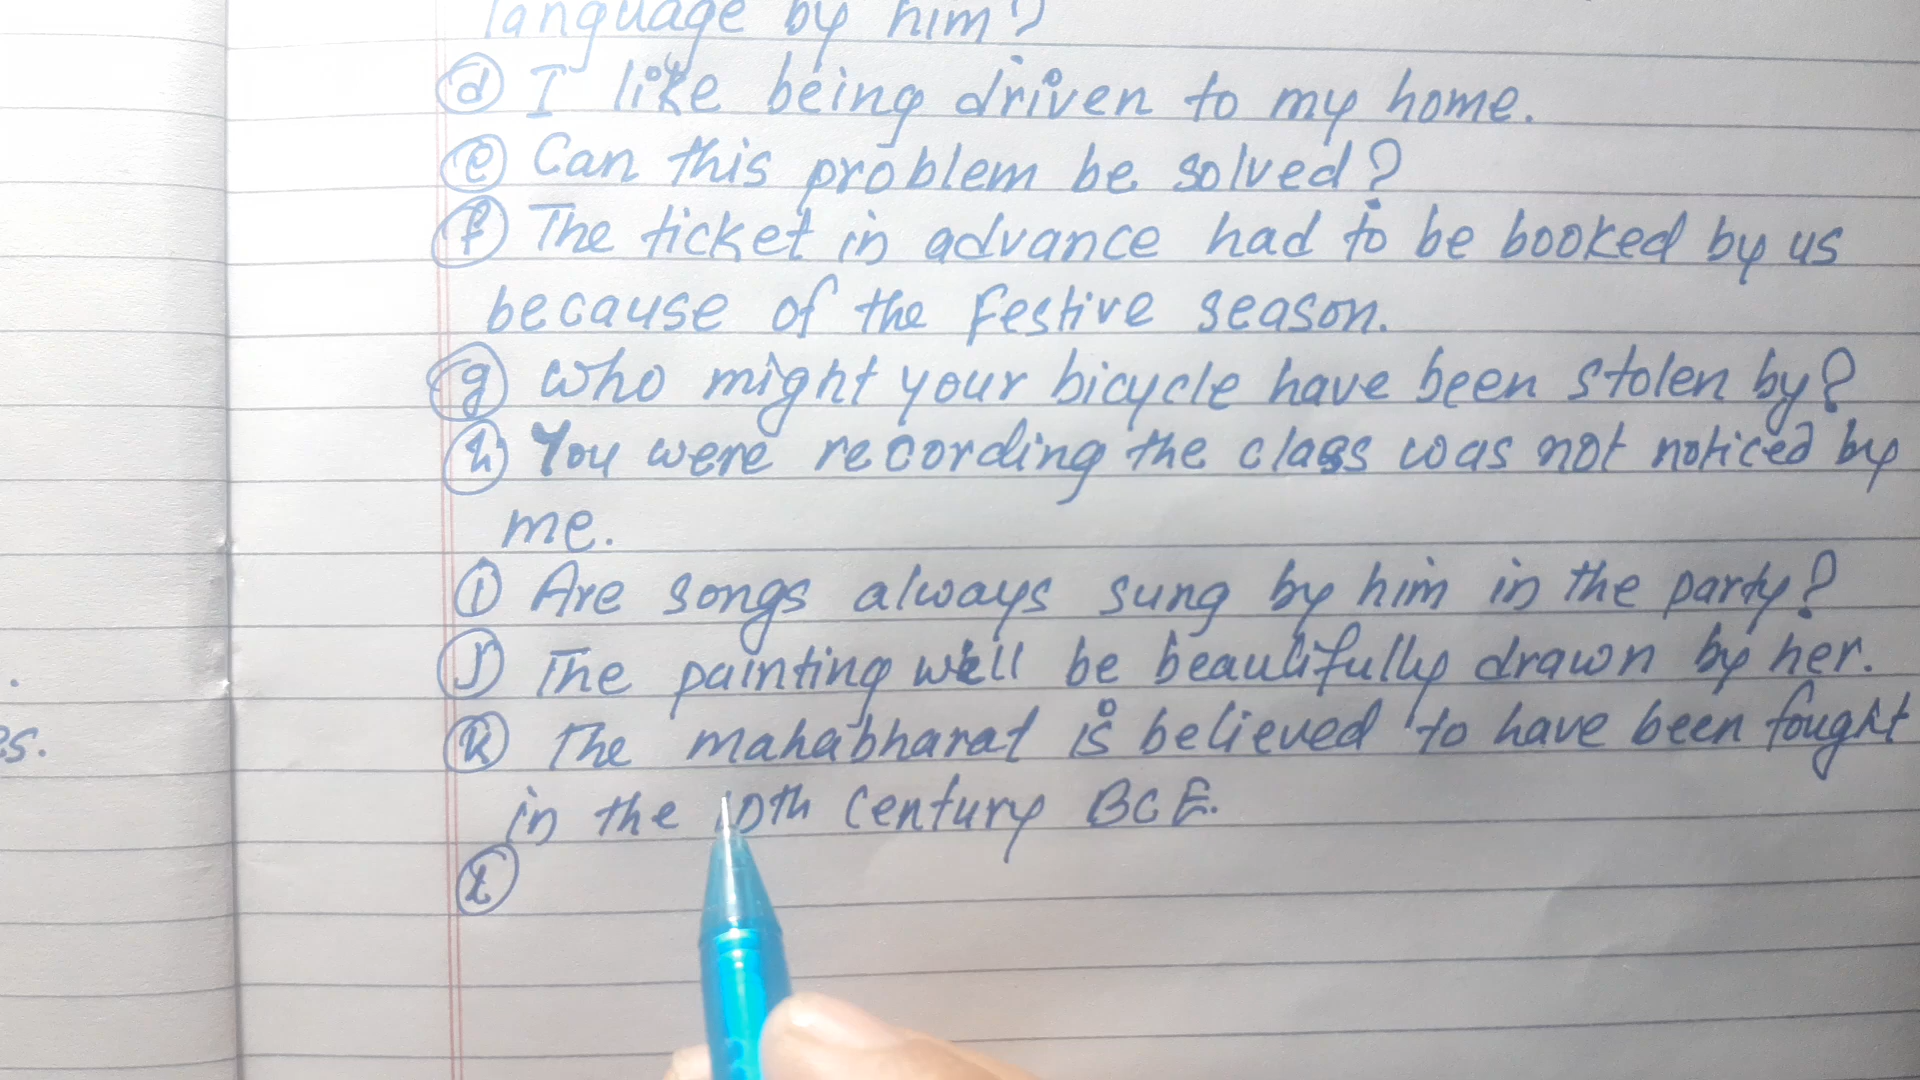 language by him?
ⓓ I like being driven to my home.
ⓔ Can this problem be solved?
ⓕ The ticket in advance had to be booked by us
because of the festive season.
ⓖ who might your bicycle have been stolen by?
ⓗ You were recording the class was not noticed by
me.
ⓘ Are songs always sung by him in the party?
ⓙ The painting will be beautifully drawn by her.
ⓚ The mahabharat is believed to have been fought
in the 10th Century BCE.
ⓛ
es.